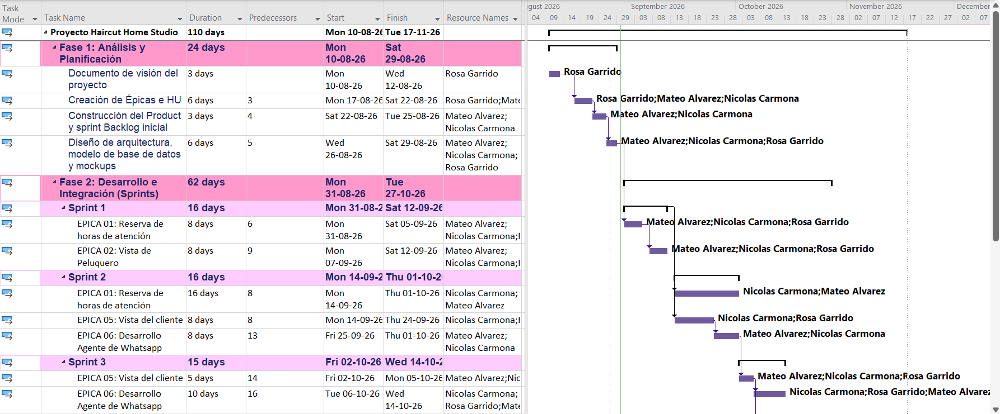 Task Mode	Task Name	Duration	Predecessors	Start	Finish	Resource Names
gust 2026	September 2026	October 2026	November 2026	December
04 09 14 19 24 29 03 08 13 18 23 28 03 08 13 18 23 28 02 07 12 17 22 27 02 07
Proyecto Haircut Home Studio	110 days	Mon 10-08-26	Tue 17-11-26
Fase 1: Análisis y Planificación	24 days	Mon 10-08-26	Sat 29-08-26
Documento de visión del proyecto	3 days	Mon 10-08-26	Wed 12-08-26	Rosa Garrido
Rosa Garrido
Creación de Épicas e HU	6 days	3	Mon 17-08-26	Sat 22-08-26	Rosa Garrido;Mate
Rosa Garrido;Mateo Alvarez;Nicolas Carmona
Construcción del Product y sprint Backlog inicial	3 days	4	Sat 22-08-26	Tue 25-08-26	Mateo Alvarez; Nicolas Carmona
Mateo Alvarez;Nicolas Carmona
Diseño de arquitectura, modelo de base de datos y mockups	6 days	5	Wed 26-08-26	Sat 29-08-26	Mateo Alvarez; Nicolas Carmona; Rosa Garrido
Mateo Alvarez;Nicolas Carmona;Rosa Garrido
Fase 2: Desarrollo e Integración (Sprints)	62 days	Mon 31-08-26	Tue 27-10-26
Sprint 1	16 days	Mon 31-08-2	Sat 12-09-26
EPICA 01: Reserva de horas de atención	8 days	6	Mon 31-08-26	Sat 05-09-26	Mateo Alvarez; Nicolas Carmona;
Mateo Alvarez;Nicolas Carmona;Rosa Garrido
EPICA 02: Vista de Peluquero	8 days	9	Mon 07-09-26	Sat 12-09-26	Mateo Alvarez; Nicolas Carmona;
Mateo Alvarez;Nicolas Carmona;Rosa Garrido
Sprint 2	16 days	Mon 14-09-2	Thu 01-10-2
EPICA 01: Reserva de horas de atención	16 days	8	Mon 14-09-26	Thu 01-10-26	Nicolas Carmona; Mateo Alvarez
Nicolas Carmona;Mateo Alvarez
EPICA 05: Vista del cliente	8 days	8	Mon 14-09-26	Thu 24-09-26	Nicolas Carmona;
Nicolas Carmona;Rosa Garrido
EPICA 06: Desarrollo Agente de Whatsapp	8 days	13	Fri 25-09-26	Thu 01-10-26	Mateo Alvarez; Nicolas Carmona
Mateo Alvarez;Nicolas Carmona
Sprint 3	15 days	Fri 02-10-26	Wed 14-10-2
EPICA 05: Vista del cliente	5 days	14	Fri 02-10-26	Mon 05-10-26	Mateo Alvarez;Nic
Mateo Alvarez;Nicolas Carmona;Rosa Garrido
EPICA 06: Desarrollo Agente de Whatsapp	10 days	16	Tue 06-10-26	Wed 14-10-26	Nicolas Carmona; Rosa Garrido;Mate
Nicolas Carmona;Rosa Garrido;Mateo Alvarez